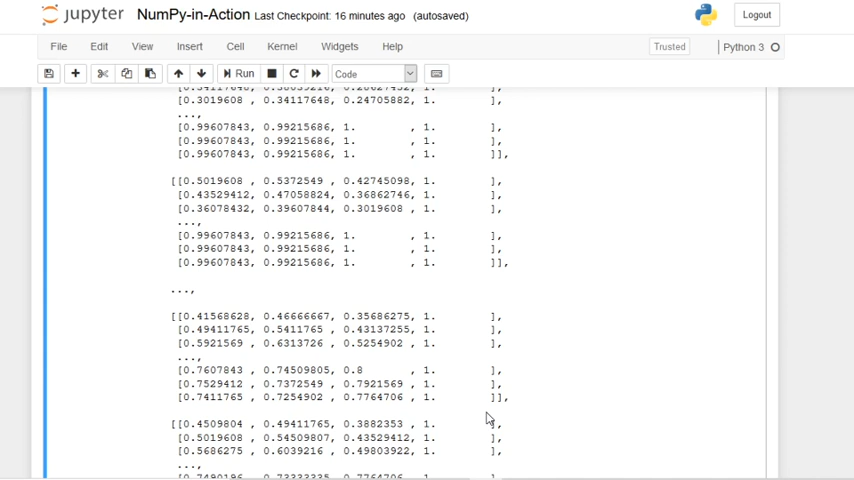 jupyter NumPy-in-Action Last Checkpoint: 16 minutes ago (autosaved) Logout
File Edit View Insert Cell Kernel Widgets Help Trusted Python 3
Run Code
[0.3019608 , 0.34117648, 0.24705882, 1. ],
...,
[0.99607843, 0.99215686, 1. , 1. ],
[0.99607843, 0.99215686, 1. , 1. ],
[0.99607843, 0.99215686, 1. , 1. ]],
[[0.5019608 , 0.5372549 , 0.42745098, 1. ],
[0.43529412, 0.47058824, 0.36862746, 1. ],
[0.36078432, 0.39607844, 0.3019608 , 1. ],
...,
[0.99607843, 0.99215686, 1. , 1. ],
[0.99607843, 0.99215686, 1. , 1. ],
[0.99607843, 0.99215686, 1. , 1. ]],
...,
[[0.41568628, 0.46666667, 0.35686275, 1. ],
[0.49411765, 0.5411765 , 0.43137255, 1. ],
[0.5921569 , 0.6313726 , 0.5254902 , 1. ],
...,
[0.7607843 , 0.74509805, 0.8 , 1. ],
[0.7529412 , 0.7372549 , 0.7921569 , 1. ],
[0.7411765 , 0.7254902 , 0.7764706 , 1. ]],
[[0.4509804 , 0.49411765, 0.3882353 , 1. ],
[0.5019608 , 0.54509807, 0.43529412, 1. ],
[0.5686275 , 0.6039216 , 0.49803922, 1. ],
...,